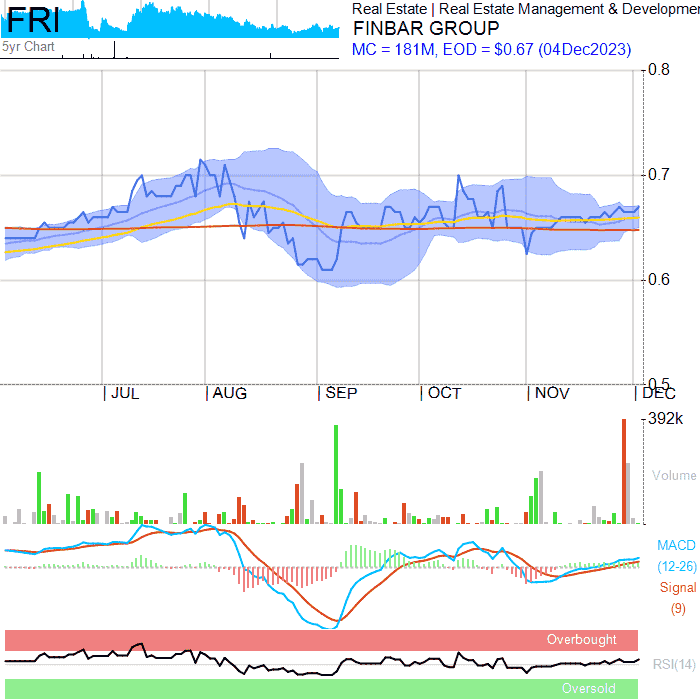 FRI
Real Estate | Real Estate Management & Developmen
FINBAR GROUP
5yr Chart
MC = 181M, EOD = $0.67 (04Dec2023)
0.8
0.7
0.6
0.5
JUL AUG SEP OCT NOV DEC
392k
Volume
MACD
(12-26)
Signal
(9)
Overbought
RSI(14)
Oversold